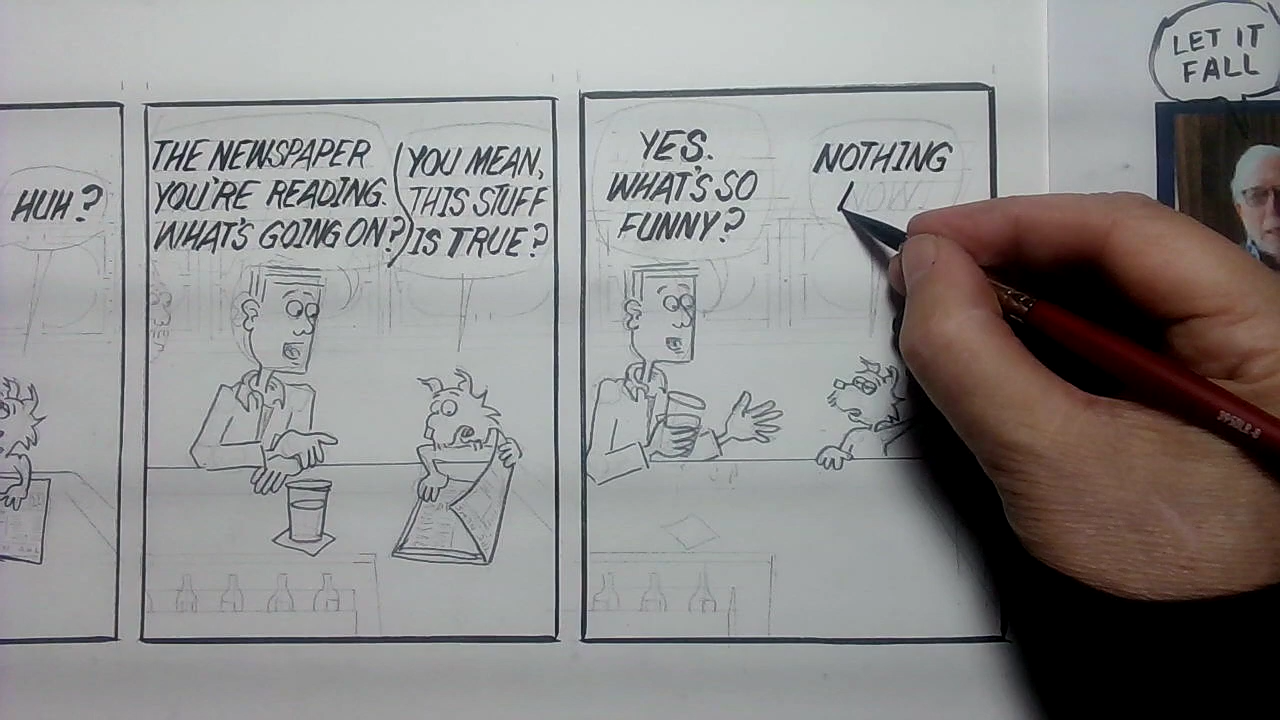 HUH?
THE NEWSPAPER
YOU'RE READING.
WHAT'S GOING ON?
YOU MEAN,
THIS STUFF
IS TRUE?
YES.
WHAT'S SO
FUNNY?
NOTHING
NOW.
LET IT
FALL